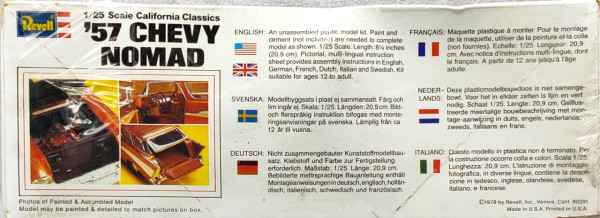 Revell
1/25 Scale California Classics
'57 CHEVY
NOMAD
Photos of Painted & Assembled Model
Model may be painted & detailed to match pictures on box.
ENGLISH: An unassembled plastic model kit. Paint and
cement (not included) are needed to complete
model as shown. 1/25 Scale. Length: 8¼ inches
(20,9 cm). Pictorial, multi-lingual instruction
sheet provides assembly instructions in English,
German, French, Dutch, Italian and Swedish. Kit
suitable for ages 12-to adult.
SVENSKA: Modellbyggsats i plast ej sammansatt. Färg och
lim ingår ej. Skala: 1/25. Längden: 20,9 cm. Bild-
och flerspråkig instruktion bifogas med monte-
ringsanvisningar på svenska. Lämplig från ca
12 år till vuxna.
DEUTSCH: Nicht zusammengebauter Kunststoffmodellbau-
satz. Klebstoff und Farbe zur Fertigstellung
erforderlich. Maßstab: 1/25. Länge: 20,9 cm.
Bebilderte mehrsprachige Bauanleitung enthält
Montageanweisungen in deutsch, englisch, hollän-
disch, italienisch, schwedisch und französisch.
FRANÇAIS: Maquette plastique à monter. Pour le montage
de la maquette, utiliser de la peinture et la colle
(non fournies). Echelle: 1/25. Longueur: 20,9
cm. Avec notice d'instructions multi-lingue, dont
le français. A partir de 12 ans jusqu'à l'âge
adulte.
NEDER-
LANDS: Deze plasticmodelbouwdoos is niet samenge-
bowl. Voor het in elkaar zetten is lijm en verf
nodig. Schaal 1/25. Lengte: 20,9 cm. Geïllus-
treerde meertalige bouwbeschrijving met mon-
tage aanwijzing in duits, engels, nederlands,
zweeds, italiaans en frans.
ITALIANO: Questo modello in plastica non è terminato. Per
la costruzione occorre colla e colori. Scala 1/25.
Lunghezza: 20,9 cm. L'istruzione di montaggio
fotografica, in diverse lingue, contiene la descri-
zione in tedesco, inglese, olandese, svedese,
italiano, e francese.
©1978 by Revell, Inc., Venice, Calif. 90291
Made in U.S.A. Printed in U.S.A.